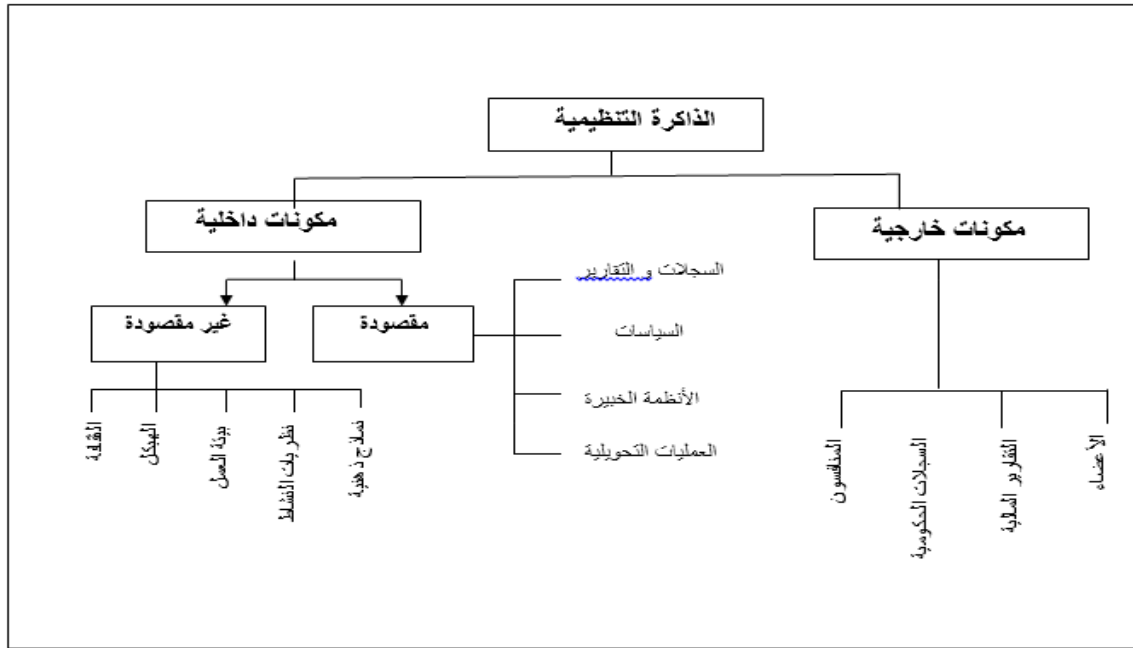 الذاكرة التنظيمية
مكونات خارجية
مكونات داخلية
مقصودة
غير مقصودة
السجلات و التقارير
السياسات
الأنظمة الخبيرة
العمليات التحويلية
الأعضاء
التقارير المالية
السجلات الحكومية
المنافسون
نماذج ذهنية
نظريات النشاط
بيئة العمل
الهيكل
الثقافة